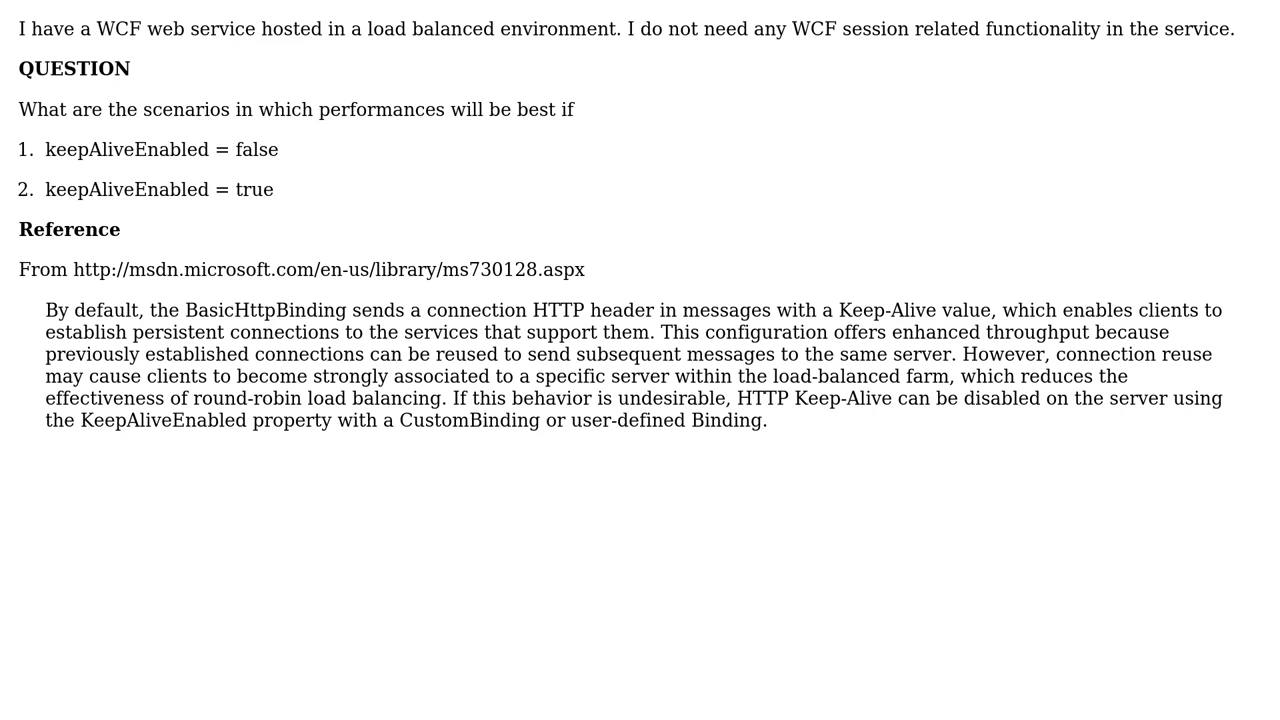 I have a WCF web service hosted in a load balanced environment. I do not need any WCF session related functionality in the service.
QUESTION
What are the scenarios in which performances will be best if
1. keepAliveEnabled = false
2. keepAliveEnabled = true
Reference
From http://msdn.microsoft.com/en-us/library/ms730128.aspx
By default, the BasicHttpBinding sends a connection HTTP header in messages with a Keep-Alive value, which enables clients to
establish persistent connections to the services that support them. This configuration offers enhanced throughput because
previously established connections can be reused to send subsequent messages to the same server. However, connection reuse
may cause clients to become strongly associated to a specific server within the load-balanced farm, which reduces the
effectiveness of round-robin load balancing. If this behavior is undesirable, HTTP Keep-Alive can be disabled on the server using
the KeepAliveEnabled property with a CustomBinding or user-defined Binding.